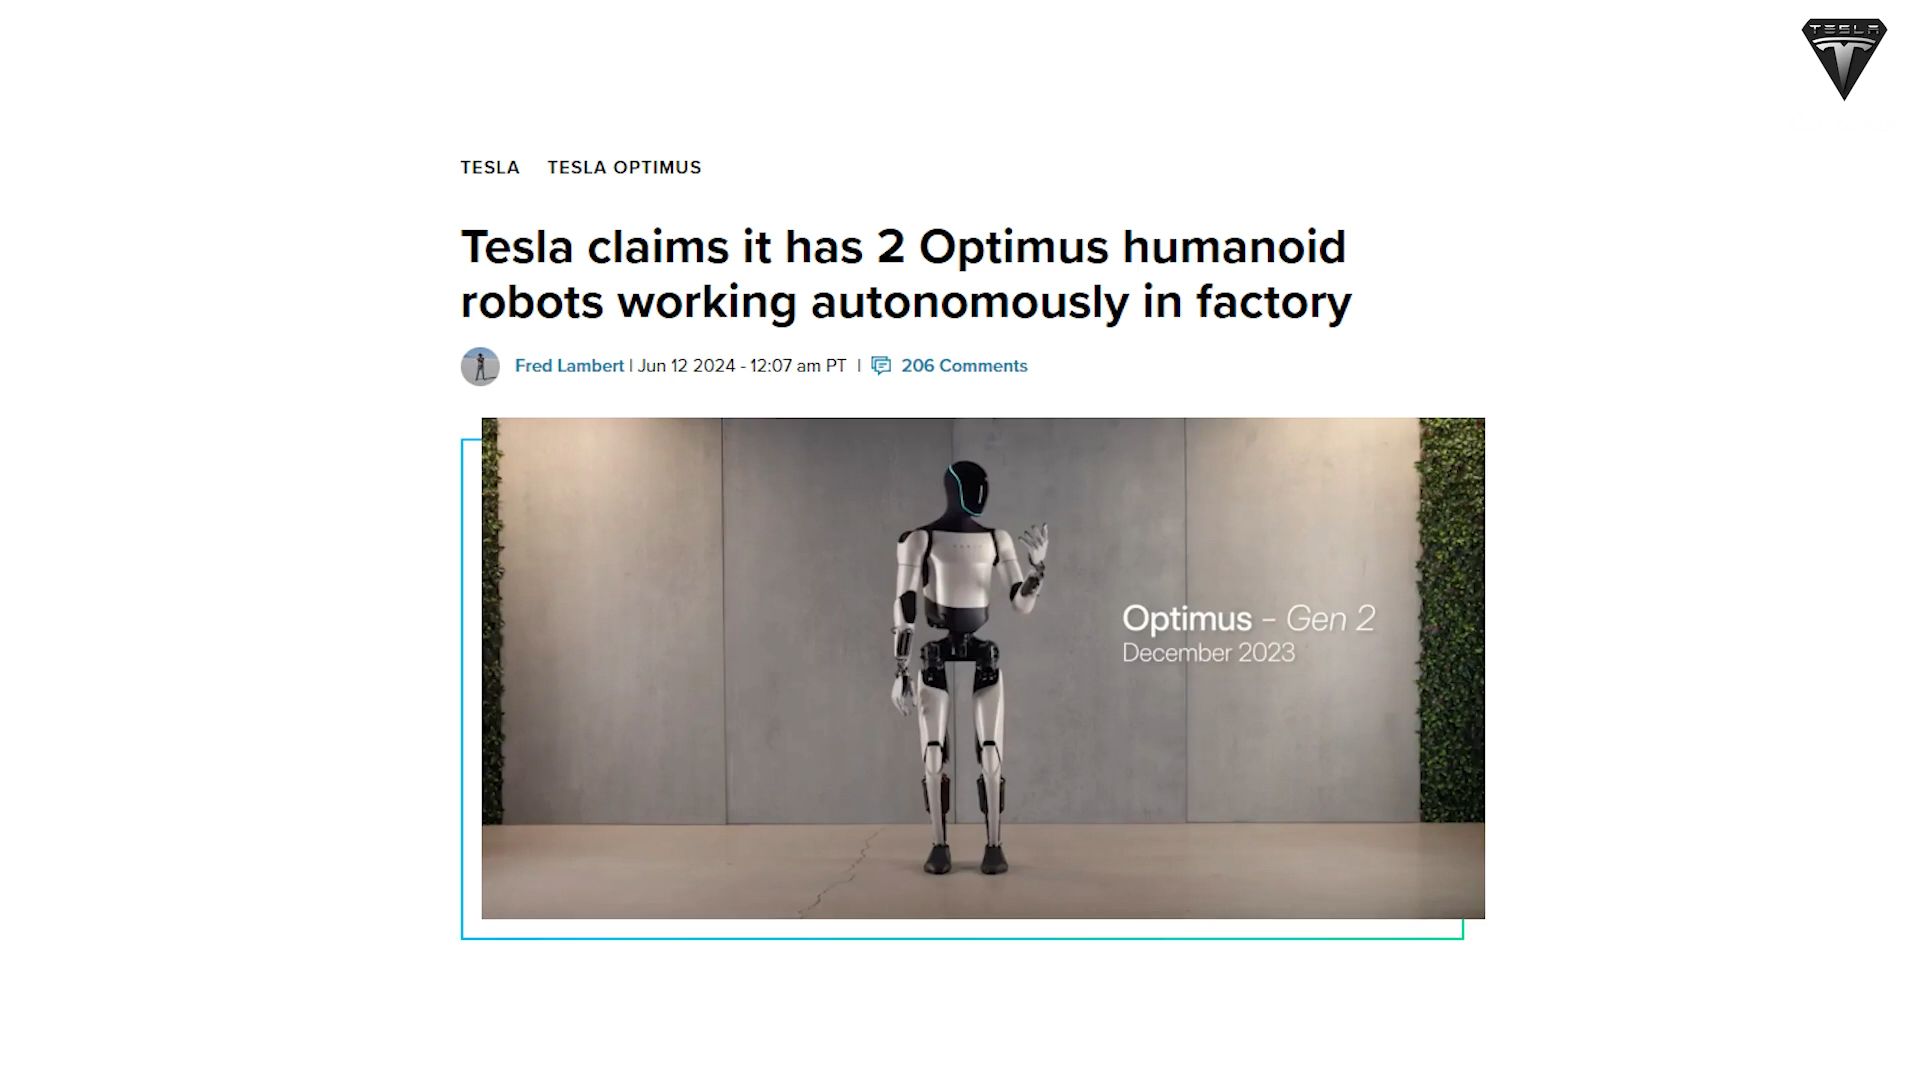 TESLA
TESLA TESLA OPTIMUS
Tesla claims it has 2 Optimus humanoid
robots working autonomously in factory
Fred Lambert | Jun 12 2024 - 12:07 am PT | 206 Comments
TESLA
Optimus - Gen 2
December 2023